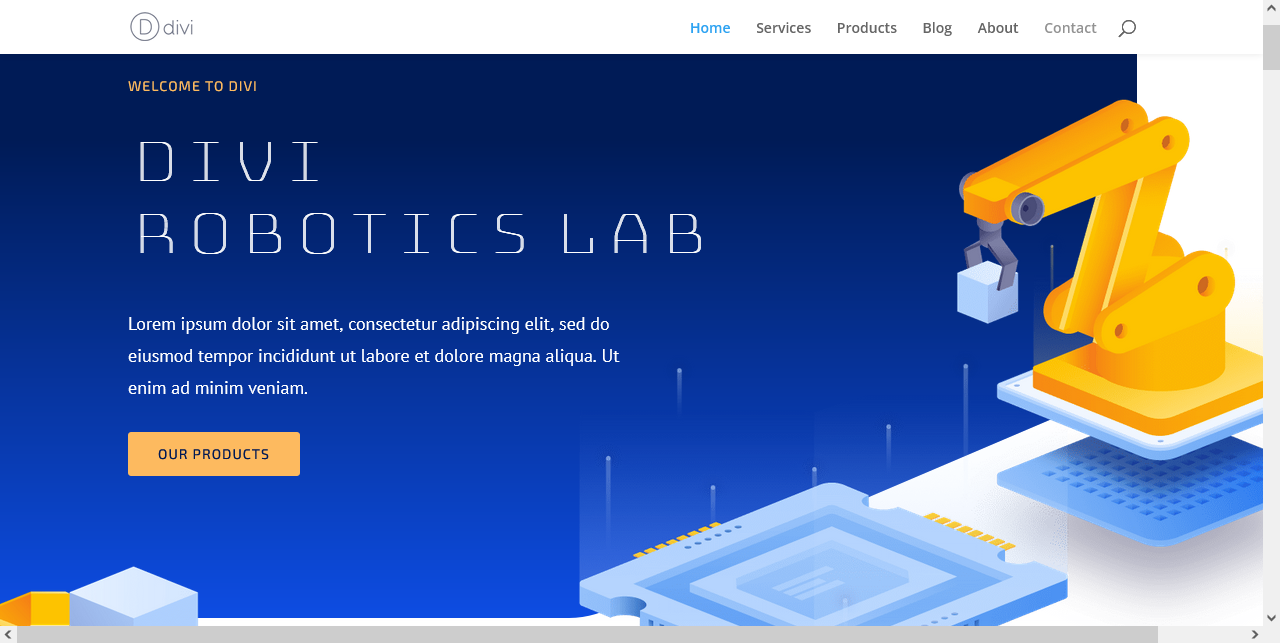 D divi
Home Services Products Blog About Contact
WELCOME TO DIVI
DIVI
ROBOTICS LAB
Lorem ipsum dolor sit amet, consectetur adipiscing elit, sed do
eiusmod tempor incididunt ut labore et dolore magna aliqua. Ut
enim ad minim veniam.
OUR PRODUCTS